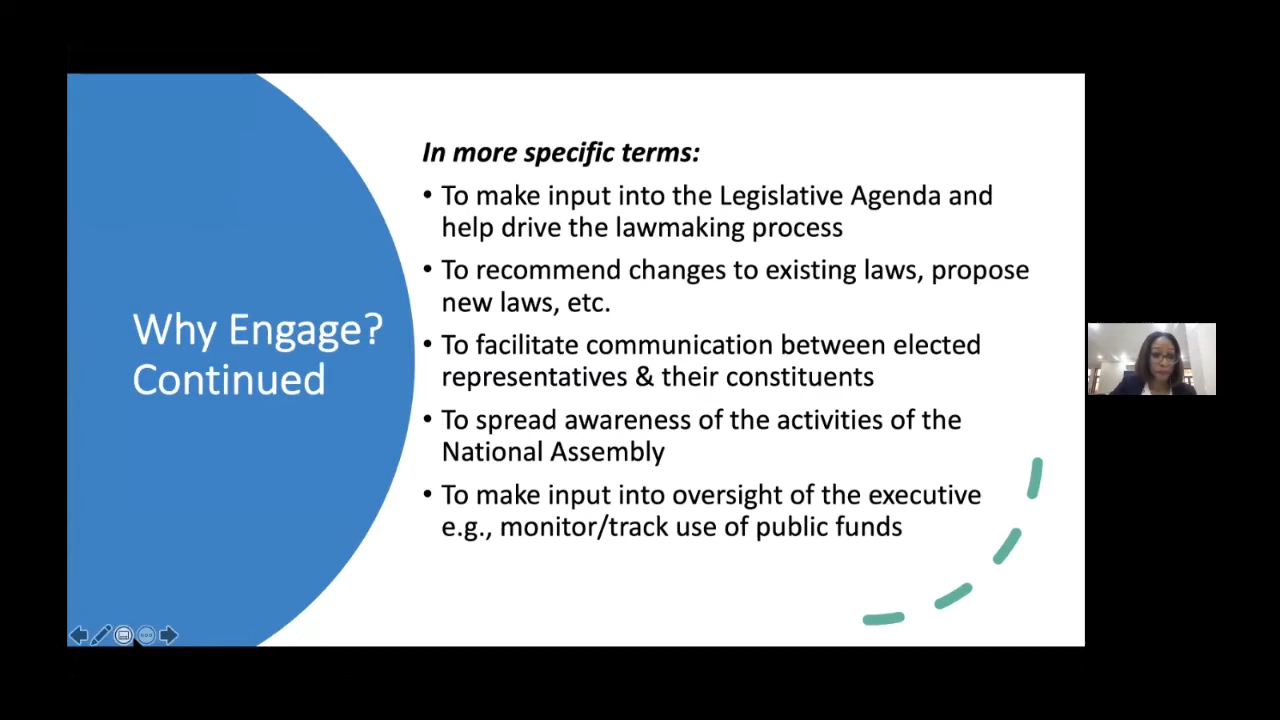 Why Engage?
Continued
In more specific terms:
• To make input into the Legislative Agenda and
help drive the lawmaking process
• To recommend changes to existing laws, propose
new laws, etc.
• To facilitate communication between elected
representatives & their constituents
• To spread awareness of the activities of the
National Assembly
• To make input into oversight of the executive
e.g., monitor/track use of public funds